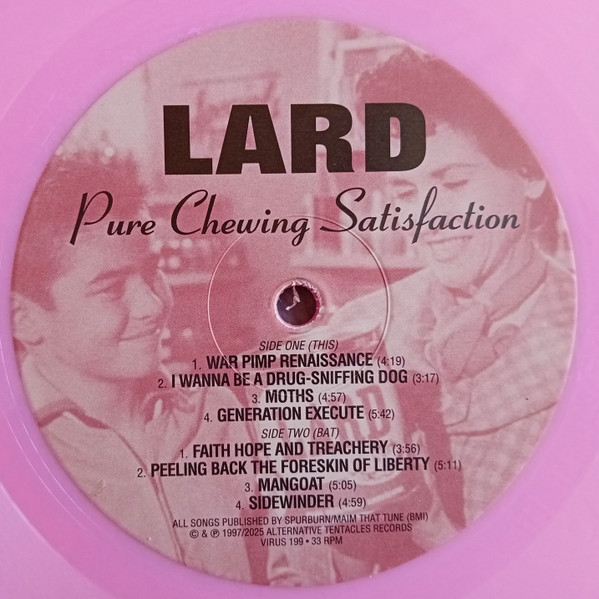 LARD
Pure Chewing Satisfaction
SIDE ONE (THIS)
1. WAR PIMP RENAISSANCE (4:19)
2. I WANNA BE A DRUG-SNIFFING DOG (3:17)
3. MOTHS (4:57)
4. GENERATION EXECUTE (5:42)
SIDE TWO (BAT)
1. FAITH HOPE AND TREACHERY (3:56)
2. PEELING BACK THE FORESKIN OF LIBERTY (5:11)
3. MANGOAT (5:05)
4. SIDEWINDER (4:59)
ALL SONGS PUBLISHED BY SPURBURN/MAIM THAT TUNE (BMI)
© & ℗ 1997/2025 ALTERNATIVE TENTACLES RECORDS
VIRUS 199 • 33 RPM